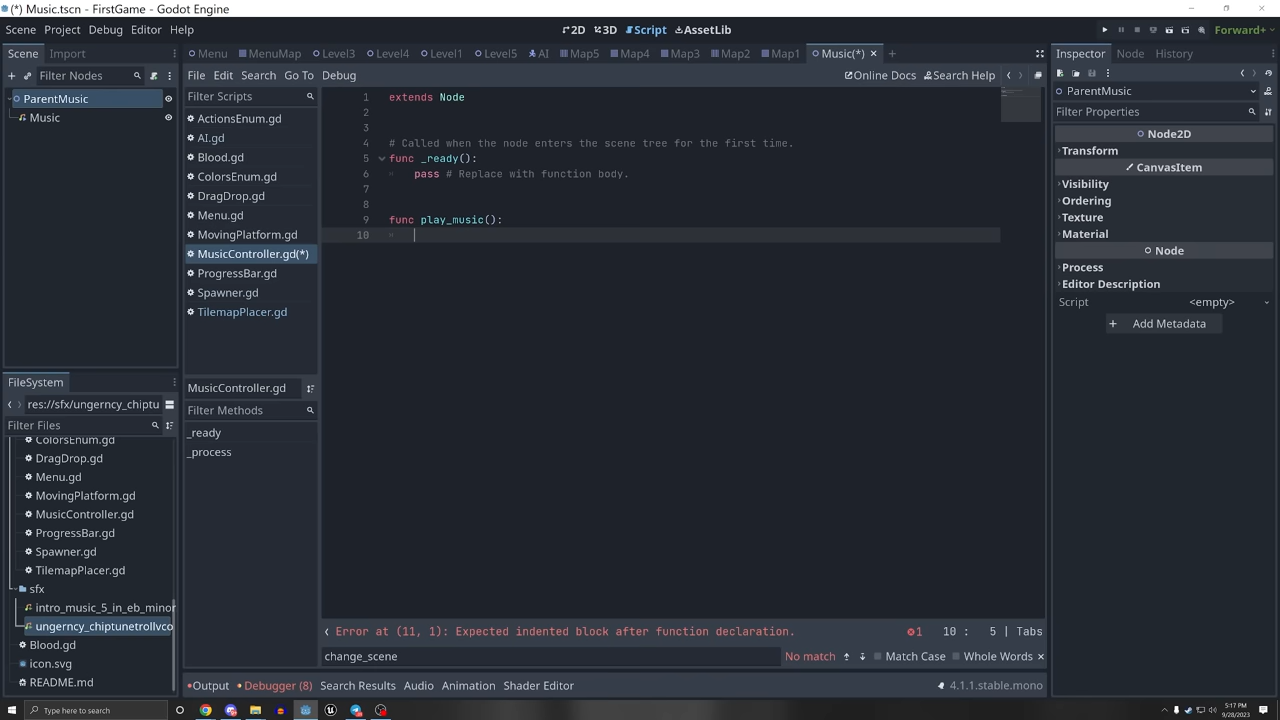 (*) Music.tscn - FirstGame - Godot Engine
Scene Project Debug Editor Help
2D 3D Script AssetLib
Forward+
Scene Import
Menu MenuMap Level3 Level4 Level1 Level5 AI Map5 Map4 Map3 Map2 Map1 Music(*)
Inspector Node History
Filter Nodes
File Edit Search Go To Debug
Online Docs Search Help
ParentMusic
Music
Filter Scripts
ActionsEnum.gd
AI.gd
Blood.gd
ColorsEnum.gd
DragDrop.gd
Menu.gd
MovingPlatform.gd
MusicController.gd(*)
ProgressBar.gd
Spawner.gd
TilemapPlacer.gd
MusicController.gd
Filter Methods
_ready
_process
1 extends Node
2
3
4 # Called when the node enters the scene tree for the first time.
5 func _ready():
6 pass # Replace with function body.
7
8
9 func play_music():
10
ParentMusic
Filter Properties
Node2D
Transform
CanvasItem
Visibility
Ordering
Texture
Material
Node
Process
Editor Description
Script <empty>
Add Metadata
FileSystem
res://sfx/ungerncy_chiptu
Filter Files
ColorsEnum.gd
DragDrop.gd
Menu.gd
MovingPlatform.gd
MusicController.gd
ProgressBar.gd
Spawner.gd
TilemapPlacer.gd
sfx
intro_music_5_in_eb_minor
ungerncy_chiptunetrollvco
Blood.gd
icon.svg
README.md
Error at (11, 1): Expected indented block after function declaration.
1 10 : 5 | Tabs
change_scene
No match Match Case Whole Words
Output Debugger (8) Search Results Audio Animation Shader Editor
4.1.1.stable.mono
Type here to search
5:17 PM
9/28/2023